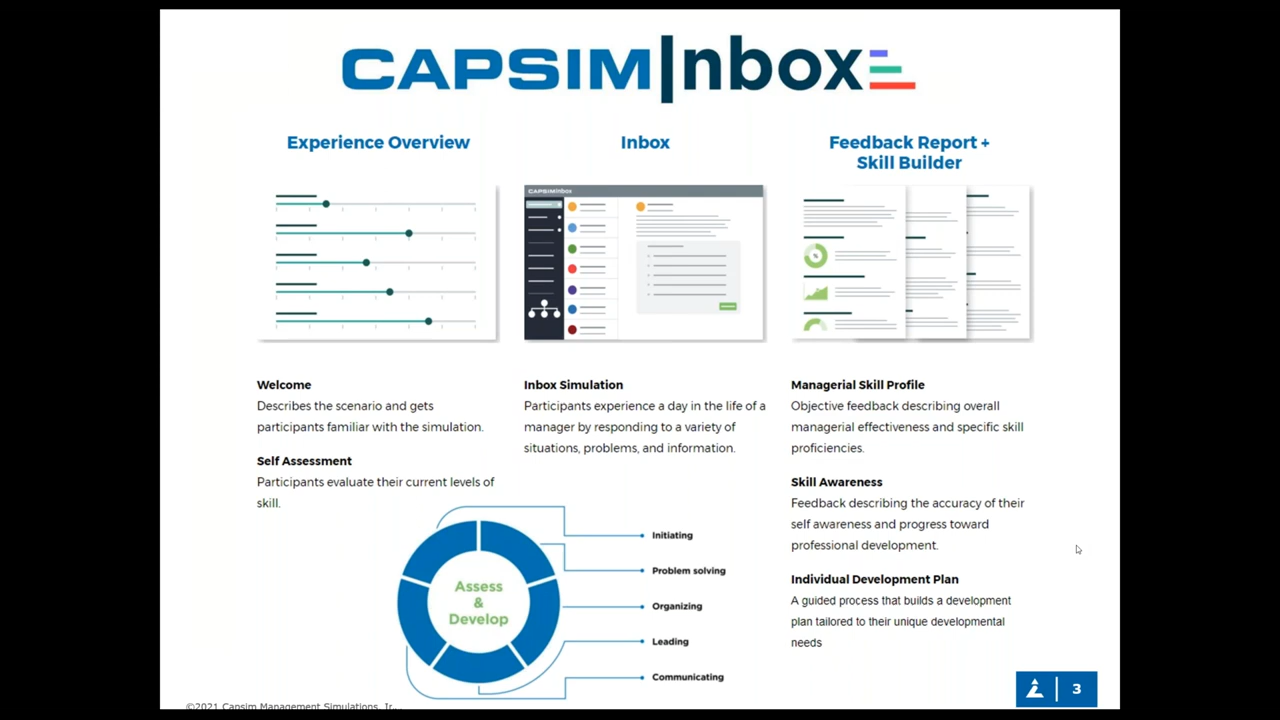 CAPSIM Inbox
Experience Overview
Welcome
Describes the scenario and gets
participants familiar with the simulation.
Self Assessment
Participants evaluate their current levels of
skill.
Inbox
CAPSIMInbox
Inbox Simulation
Participants experience a day in the life of a
manager by responding to a variety of
situations, problems, and information.
Feedback Report +
Skill Builder
Managerial Skill Profile
Objective feedback describing overall
managerial effectiveness and specific skill
proficiencies.
Skill Awareness
Feedback describing the accuracy of their
self awareness and progress toward
professional development.
Individual Development Plan
A guided process that builds a development
plan tailored to their unique developmental
needs
Assess
&
Develop
Initiating
Problem solving
Organizing
Leading
Communicating
©2021 Capsim Management Simulations,
3